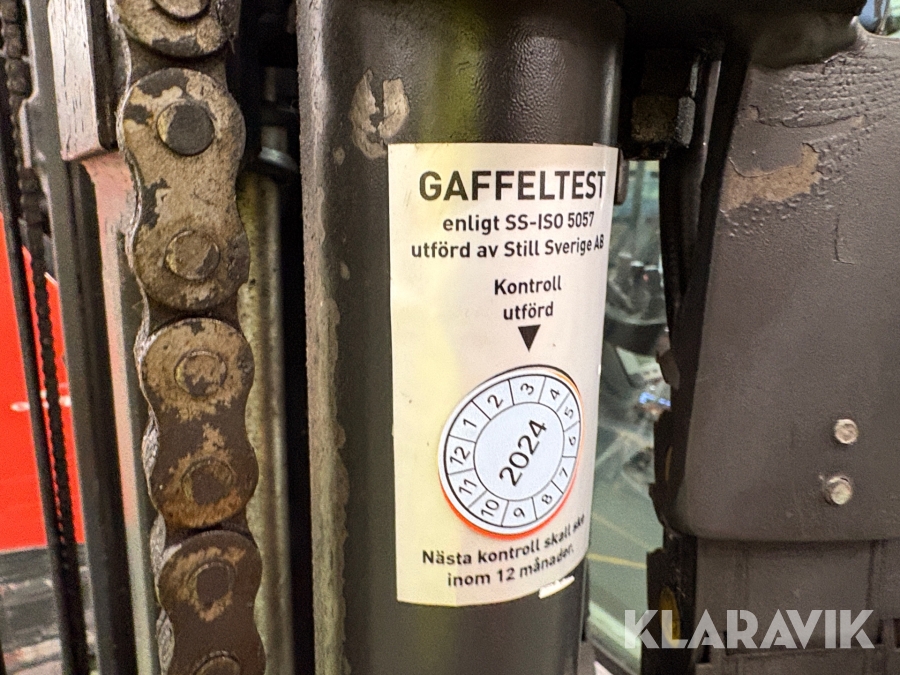 GAFFELTEST
enligt SS-ISO 5057
utförd av Still Sverige AB
Kontroll
utförd
1 2 3 4 5 6 7 8 9 10 11 12
2024
Nästa kontroll skall ske
inom 12 månader.
KLARAVIK